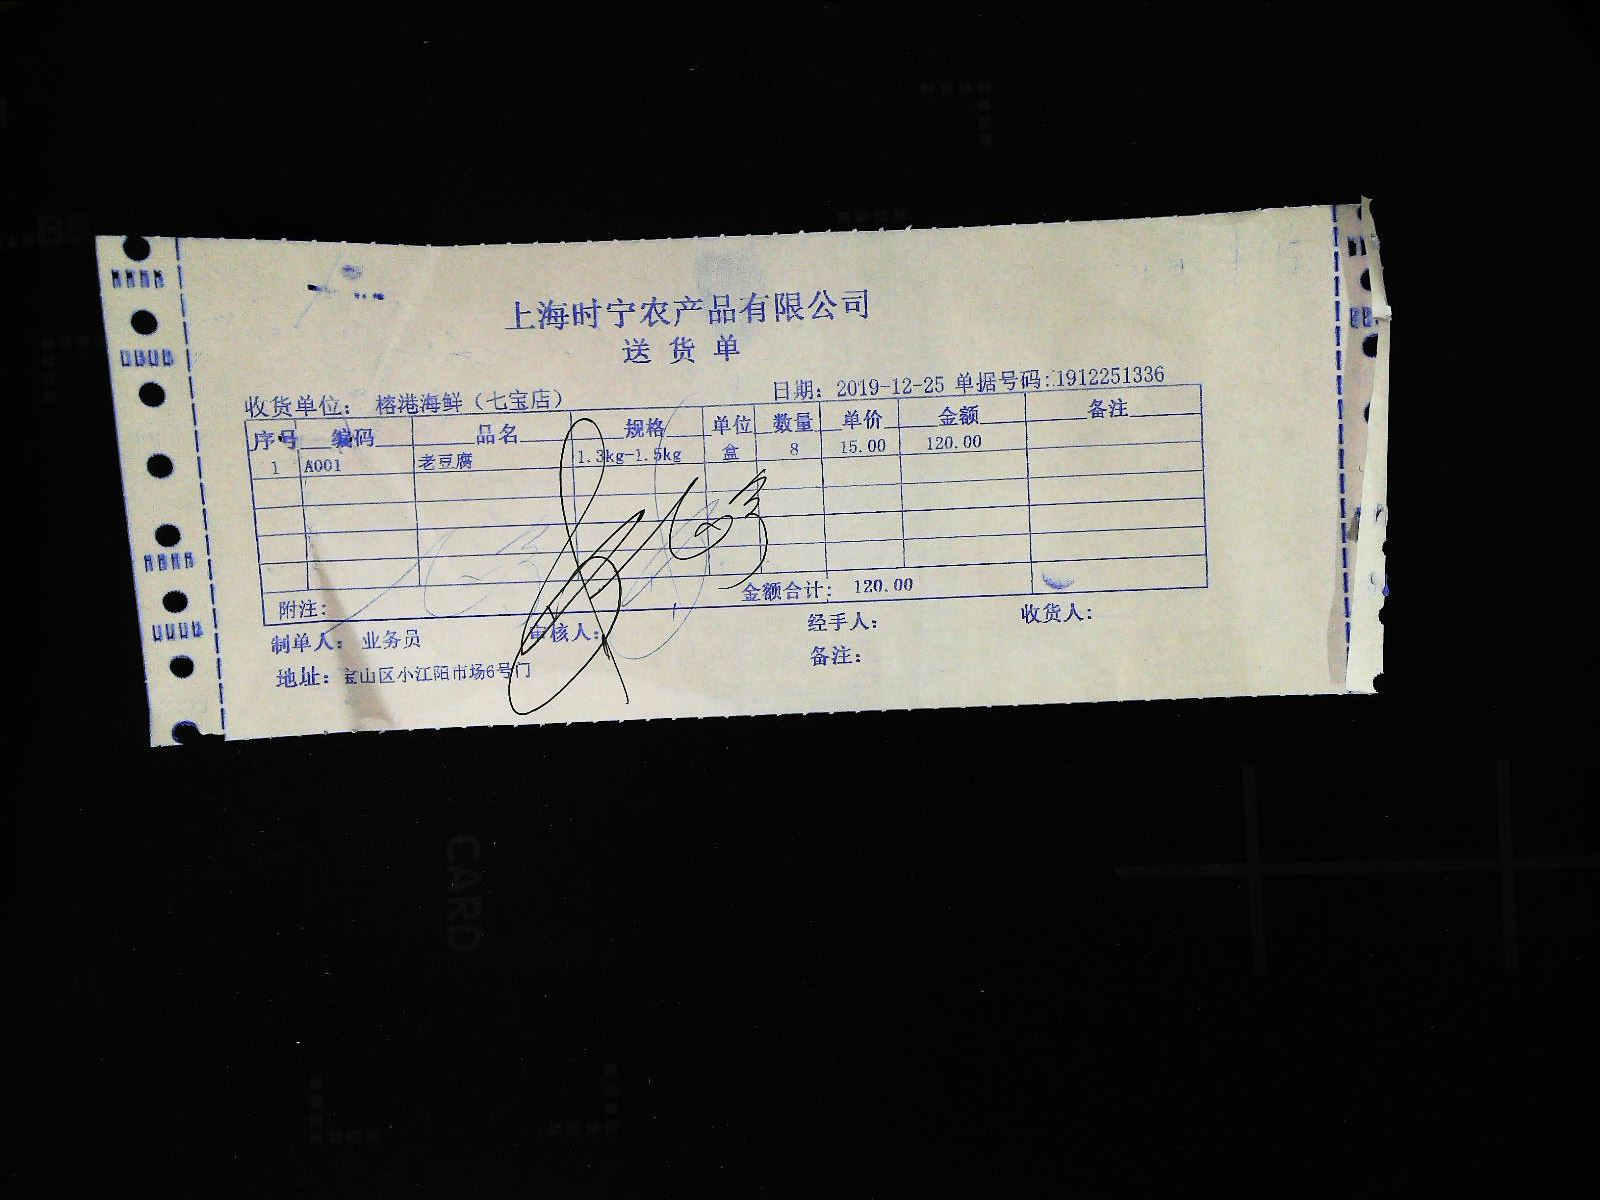 上海时宁农产品有限公司
送货单
收货单位： 榕港海鲜（七宝店） 日期： 2019-12-25 单据号码：1912251336
序号 编码 品名 规格 单位 数量 单价 金额 备注
1 A001 老豆腐 1.3kg-1.5kg 盒 8 15.00 120.00
金额合计： 120.00
附注：
制单人： 业务员 审核人： 经手人： 收货人：
地址： 宝山区小江阳市场6号门 备注：
CARD
B5